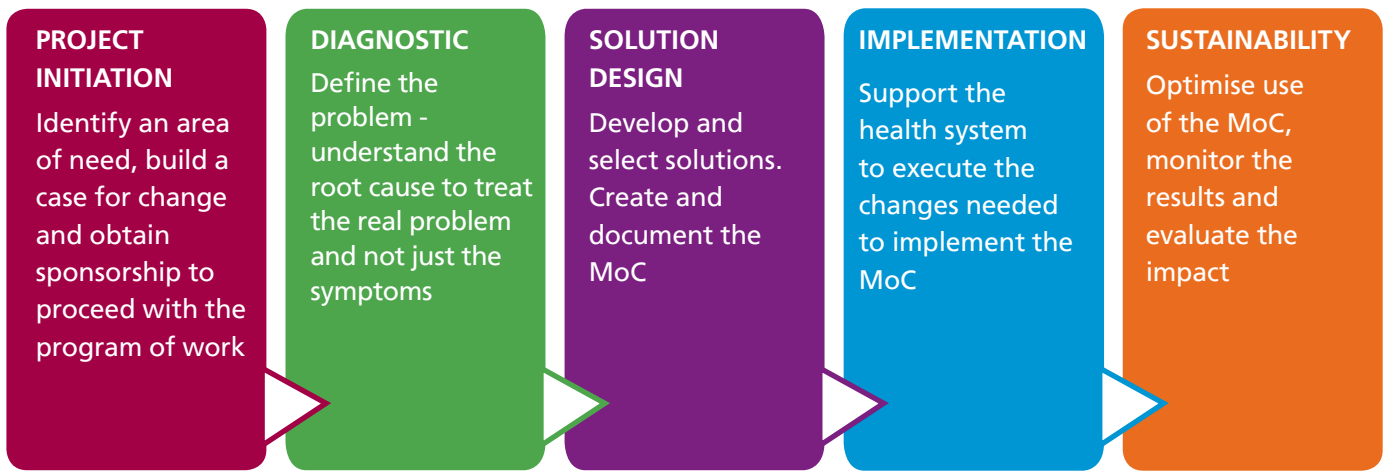 PROJECT
INITIATION
Identify an area
of need, build a
case for change
and obtain
sponsorship to
proceed with the
program of work
DIAGNOSTIC
Define the
problem -
understand the
root cause to treat
the real problem
and not just the
symptoms
SOLUTION
DESIGN
Develop and
select solutions.
Create and
document the
MoC
IMPLEMENTATION
Support the
health system
to execute the
changes needed
to implement the
MoC
SUSTAINABILITY
Optimise use
of the MoC,
monitor the
results and
evaluate the
impact